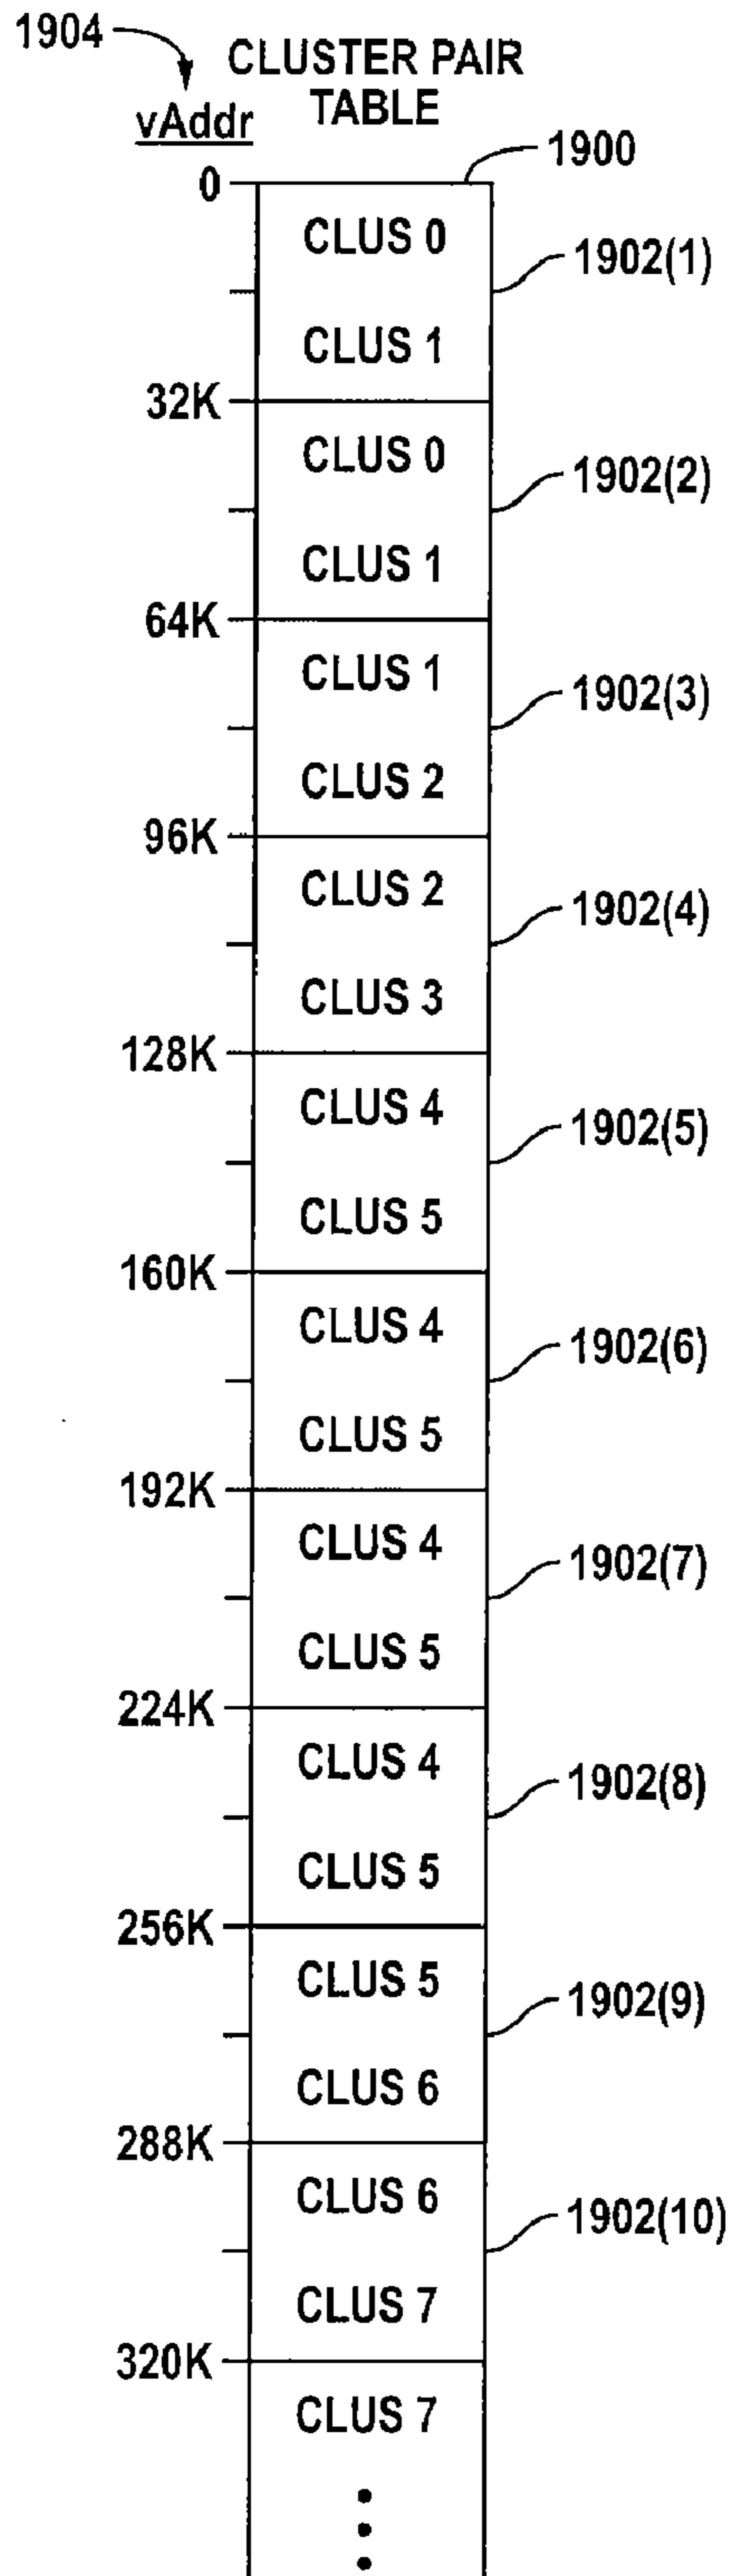 1904
CLUSTER PAIR
TABLE
vAddr
1900
0
CLUS 0
1902(1)
CLUS 1
32K
CLUS 0
1902(2)
CLUS 1
64K
CLUS 1
1902(3)
CLUS 2
96K
CLUS 2
1902(4)
CLUS 3
128K
CLUS 4
1902(5)
CLUS 5
160K
CLUS 4
1902(6)
CLUS 5
192K
CLUS 4
1902(7)
CLUS 5
224K
CLUS 4
1902(8)
CLUS 5
256K
CLUS 5
1902(9)
CLUS 6
288K
CLUS 6
1902(10)
CLUS 7
320K
CLUS 7